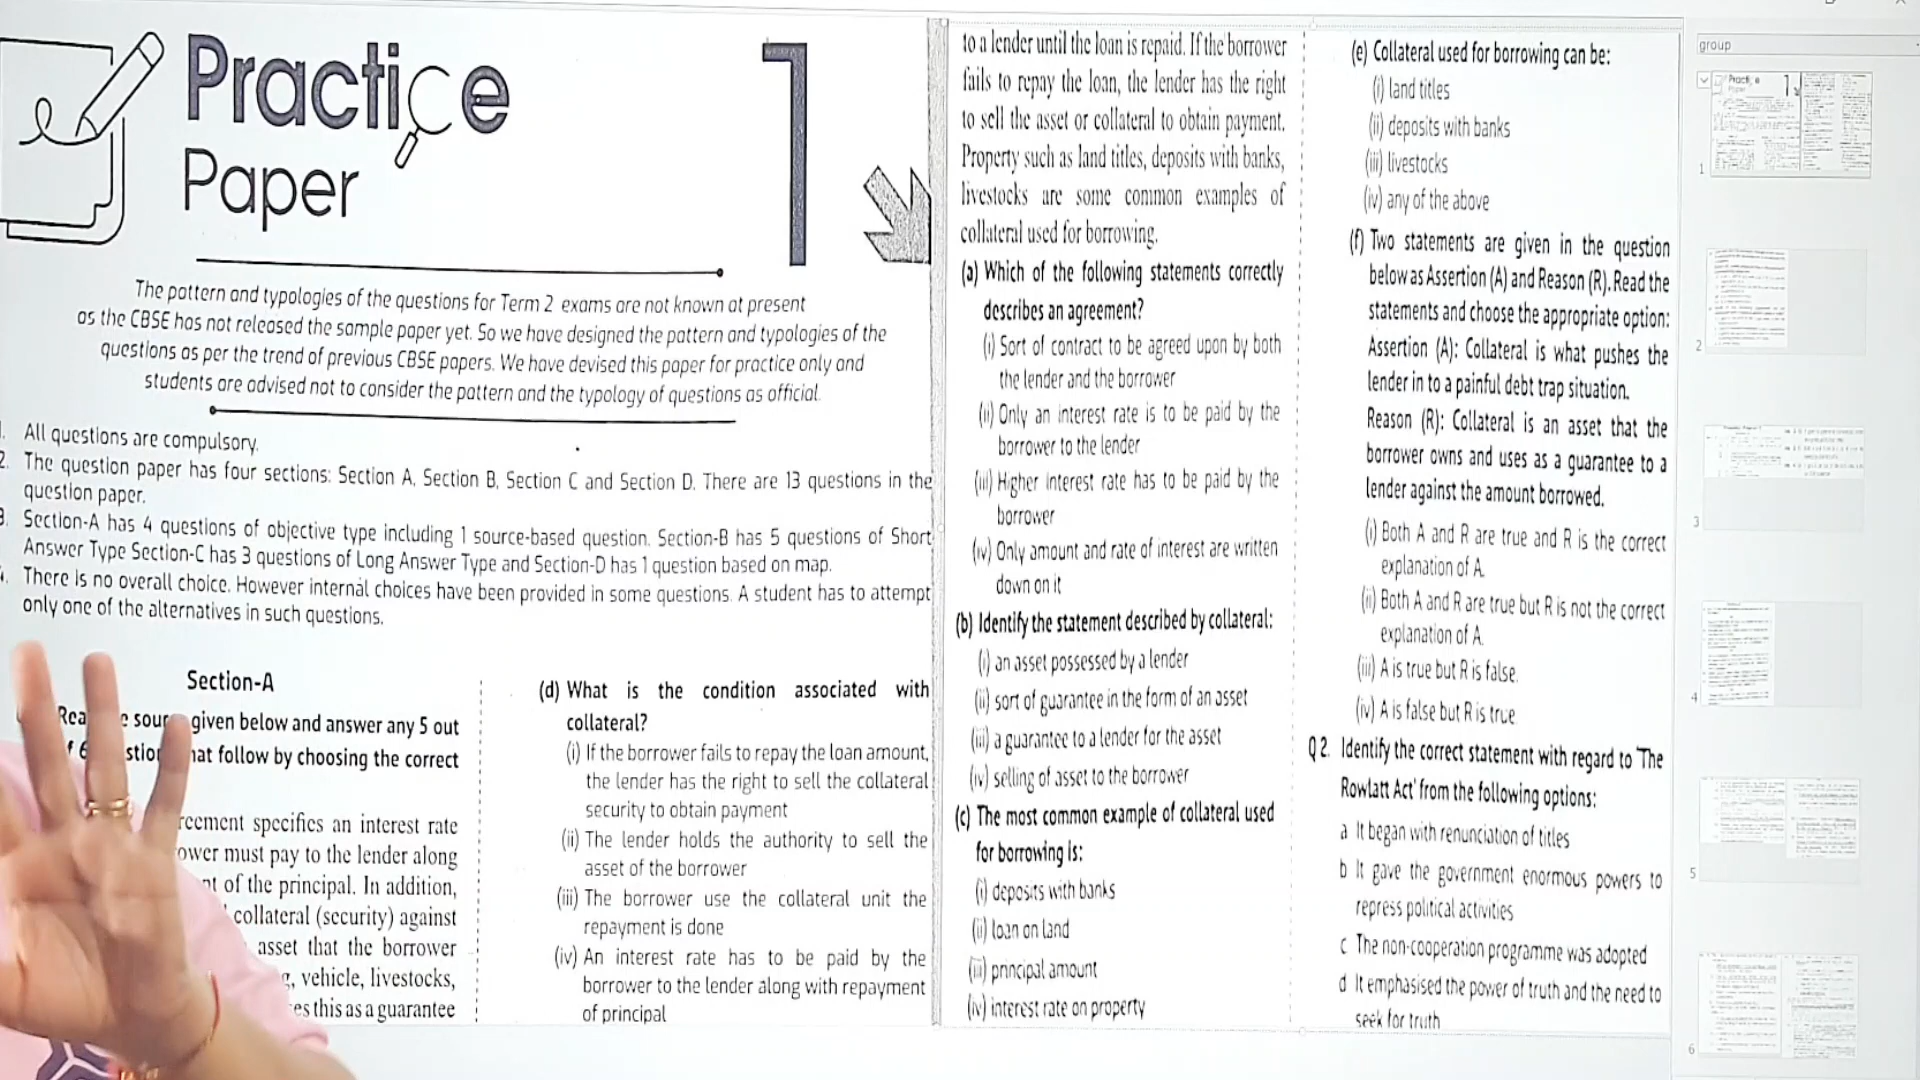 Practice
Paper
1
The pattern and typologies of the questions for Term 2 exams are not known at present
as the CBSE has not released the sample paper yet. So we have designed the pattern and typologies of the
questions as per the trend of previous CBSE papers. We have devised this paper for practice only and
students are advised not to consider the pattern and the typology of questions as official.
All questions are compulsory.
2. The question paper has four sections: Section A, Section B, Section C and Section D. There are 13 questions in the
question paper.
3. Section-A has 4 questions of objective type including 1 source-based question. Section-B has 5 questions of Short
Answer Type Section-C has 3 questions of Long Answer Type and Section-D has 1 question based on map.
There is no overall choice. However internal choices have been provided in some questions. A student has to attempt
only one of the alternatives in such questions.
Section-A
given below and answer any 5 out
follow by choosing the correct
specifies an interest rate
must pay to the lender along
of the principal. In addition,
collateral (security) against
asset that the borrower
vehicle, livestocks,
this as a guarantee
(d) What is the condition associated with
collateral?
(i) If the borrower fails to repay the loan amount,
the lender has the right to sell the collateral
security to obtain payment
(ii) The lender holds the authority to sell the
asset of the borrower
(iii) The borrower use the collateral unit the
repayment is done
(iv) An interest rate has to be paid by the
borrower to the lender along with repayment
of principal
to a lender until the loan is repaid. If the borrower
fails to repay the loan, the lender has the right
to sell the asset or collateral to obtain payment.
Property such as land titles, deposits with banks,
livestocks are some common examples of
collateral used for borrowing.
(a) Which of the following statements correctly
describes an agreement?
(i) Sort of contract to be agreed upon by both
the lender and the borrower
(ii) Only an interest rate is to be paid by the
borrower to the lender
(iii) Higher interest rate has to be paid by the
borrower
(iv) Only amount and rate of interest are written
down on it
(b) Identify the statement described by collateral:
(i) an asset possessed by a lender
(ii) sort of guarantee in the form of an asset
(iii) a guarantee to a lender for the asset
(iv) selling of asset to the borrower
(c) The most common example of collateral used
for borrowing is:
(i) deposits with banks
(ii) loan on land
(iii) principal amount
(iv) interest rate on property
(e) Collateral used for borrowing can be:
(i) land titles
(ii) deposits with banks
(iii) livestocks
(iv) any of the above
(f) Two statements are given in the question
below as Assertion (A) and Reason (R). Read the
statements and choose the appropriate option:
Assertion (A): Collateral is what pushes the
lender in to a painful debt trap situation.
Reason (R): Collateral is an asset that the
borrower owns and uses as a guarantee to a
lender against the amount borrowed.
(i) Both A and R are true and R is the correct
explanation of A.
(ii) Both A and R are true but R is not the correct
explanation of A.
(iii) A is true but R is false.
(iv) A is false but R is true
Q 2. Identify the correct statement with regard to 'The
Rowlatt Act' from the following options:
a It began with renunciation of titles
b It gave the government enormous powers to
repress political activities
c The non-cooperation programme was adopted
d It emphasised the power of truth and the need to
seek for truth
group
1
2
3
4
5
6